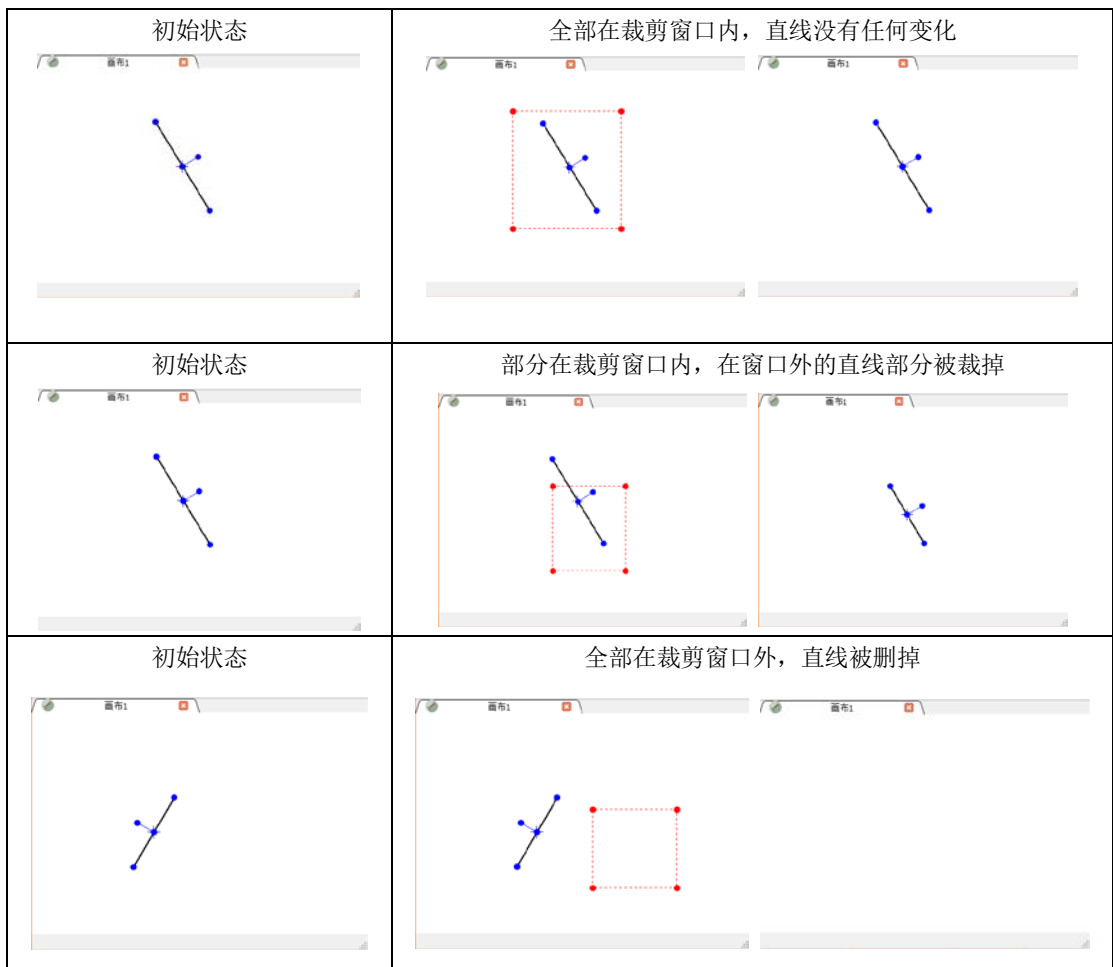 初始状态
全部在裁剪窗口内，直线没有任何变化
画布1
画布1
画布1
初始状态
部分在裁剪窗口内，在窗口外的直线部分被裁掉
画布1
画布1
画布1
初始状态
全部在裁剪窗口外，直线被删掉
画布1
画布1
画布1